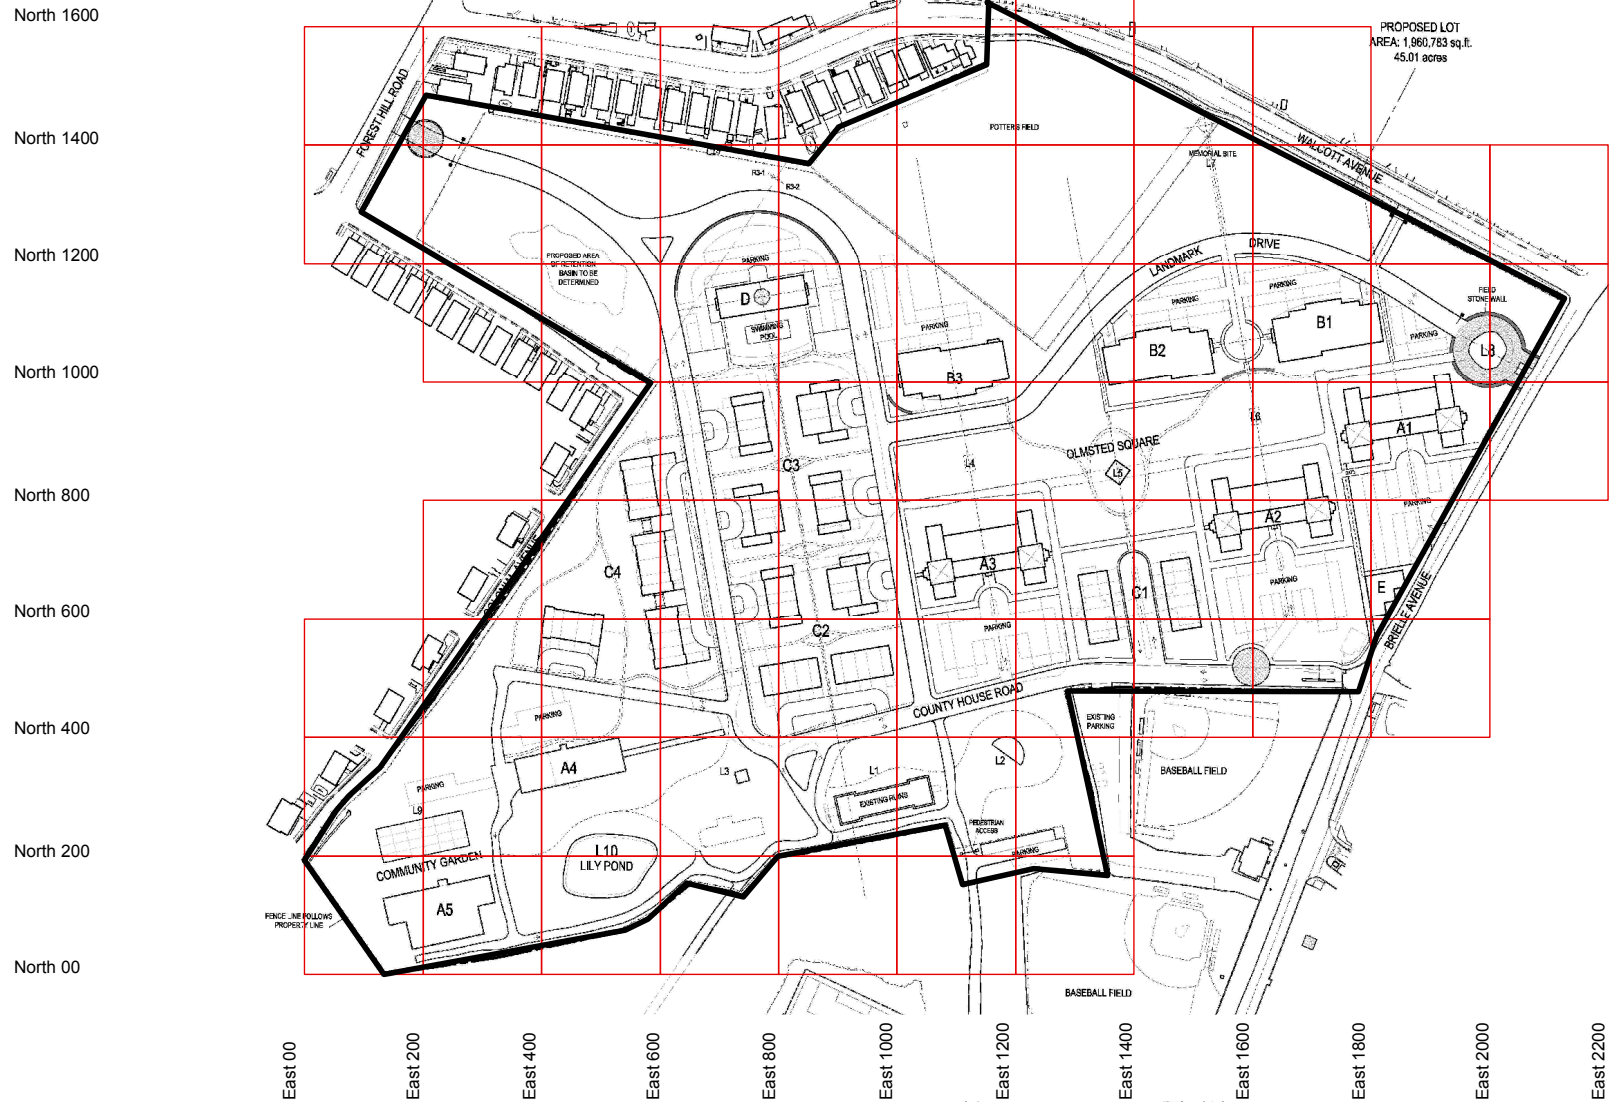 North 1600
PROPOSED LOT
AREA: 1,960,783 sq.ft.
45.01 acres
FOREST HILL ROAD
POTTER'S FIELD
North 1400
WALCOTT AVENUE
MEMORIAL SITE
L7
R3-1
R3-2
North 1200
LANDMARK DRIVE
PROPOSED AREA
OF RETENTION
BASIN TO BE
DETERMINED
PARKING
D
SWIMMING
POOL
PARKING
PARKING
PARKING
FIELD
STONE WALL
PARKING
B1
B2
B3
L8
North 1000
L6
A1
OLMSTED SQUARE
L5
L4
C3
North 800
PARKING
A2
A3
C4
PARKING
C1
E
North 600
COLONIAL AVENUE
BRIELLE AVENUE
C2
PARKING
COUNTY HOUSE ROAD
North 400
PARKING
EXISTING
PARKING
A4
L3
L1
L2
BASEBALL FIELD
PARKING
L9
EXISTING RUINS
PEDESTRIAN
ACCESS
PARKING
North 200
COMMUNITY GARDEN
L10
LILY POND
A5
FENCE LINE FOLLOWS
PROPERTY LINE
North 00
BASEBALL FIELD
East 00
East 200
East 400
East 600
East 800
East 1000
East 1200
East 1400
East 1600
East 1800
East 2000
East 2200